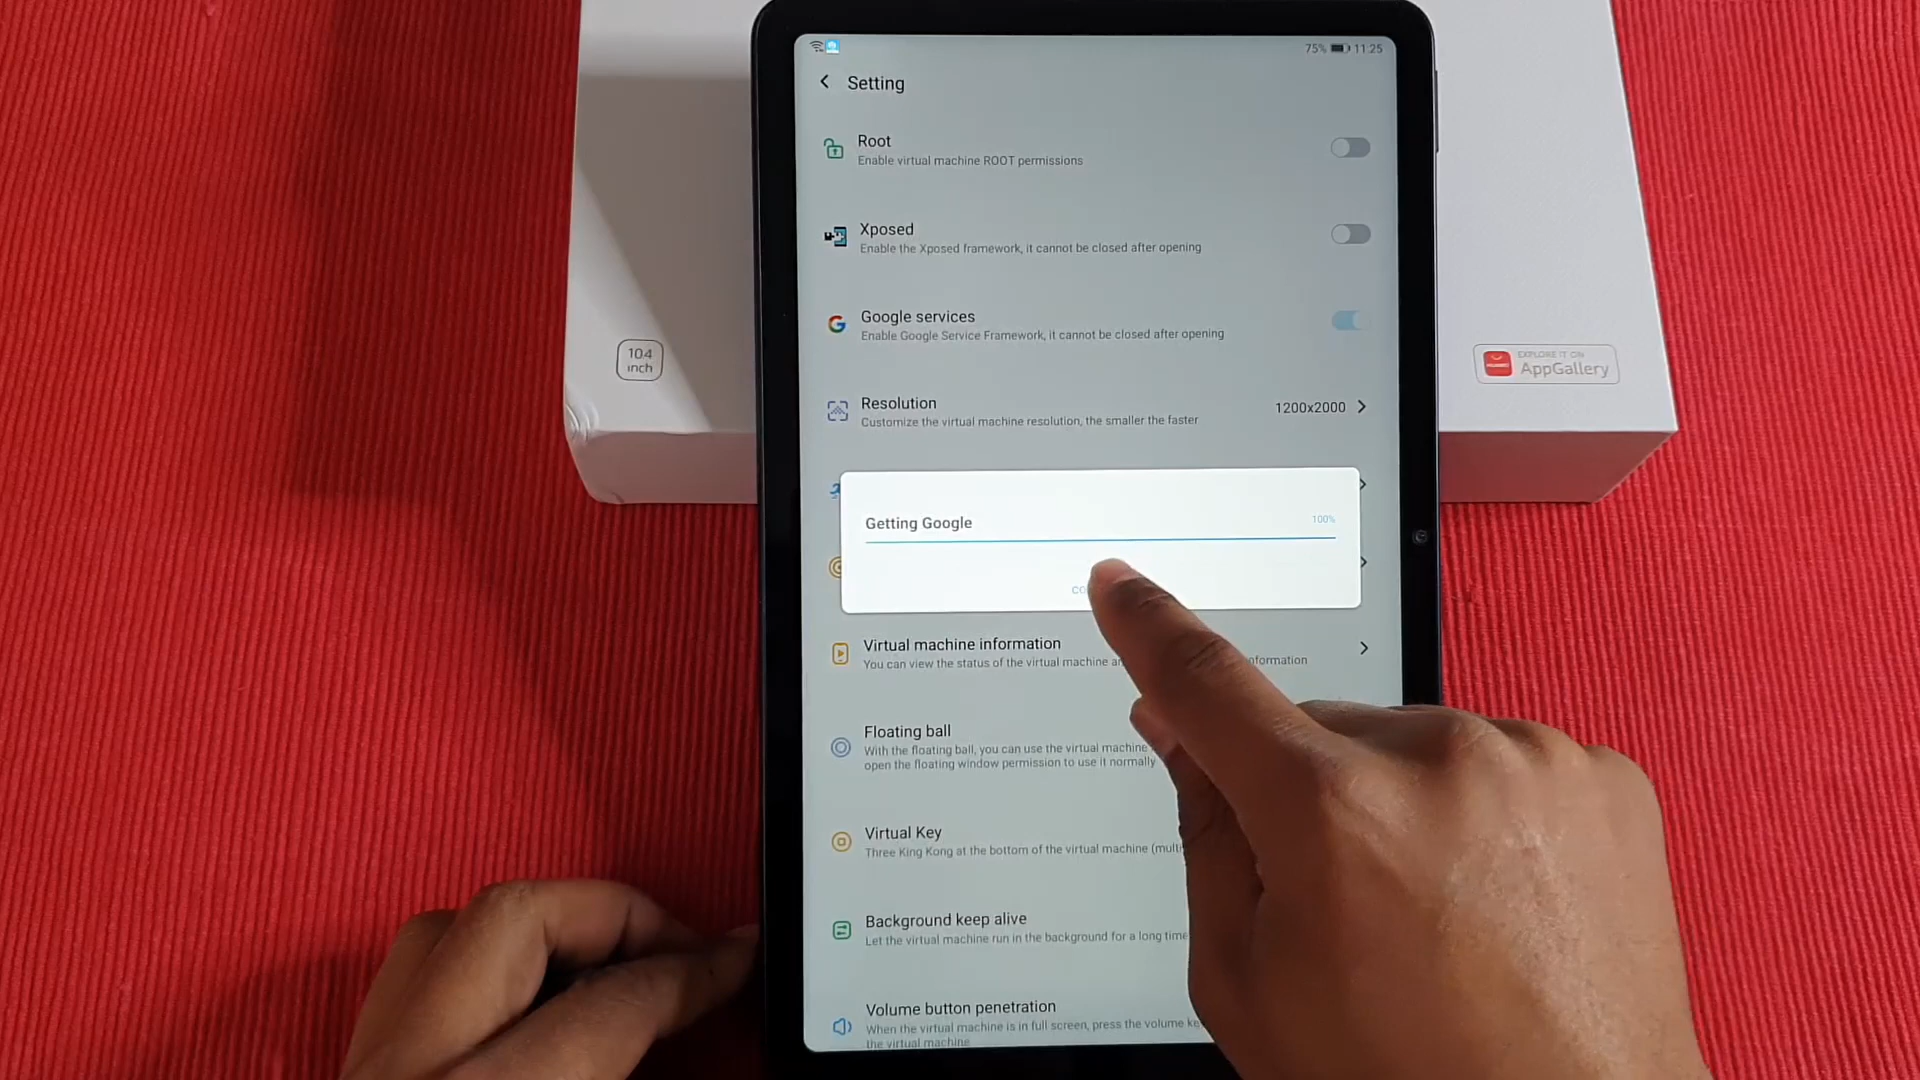 75% 11:25
Setting
Root
Enable virtual machine ROOT permissions
Xposed
Enable the Xposed framework, it cannot be closed after opening
Google services
Enable Google Service Framework, it cannot be closed after opening
10.4
inch
EXPLORE IT ON
AppGallery
Resolution
1200x2000
Customize the virtual machine resolution, the smaller the faster
Getting Google
100%
Virtual machine information
You can view the status of the virtual machine
Floating ball
With the floating ball, you can use the virtual machine
open the floating window permission to use it normally
Virtual Key
Three King Kong at the bottom of the virtual machine
Background keep alive
Let the virtual machine run in the background for a long time
Volume button penetration
When the virtual machine is in full screen, press the volume
the virtual machine